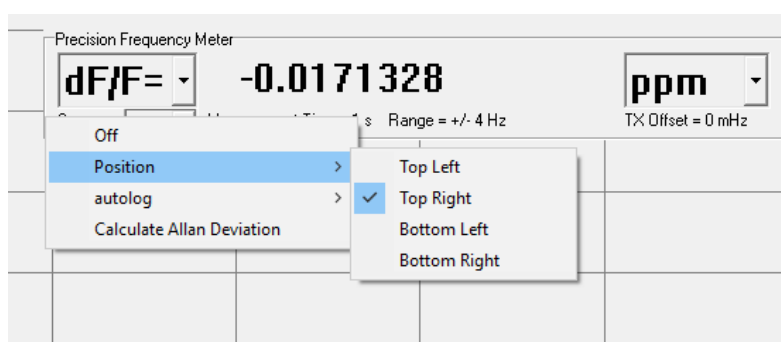 Precision Frequency Meter
dF/F= -0.0171328 ppm
s Range = +/- 4 Hz TX Offset = 0 mHz
Off
Position
autolog
Calculate Allan Deviation
Top Left
Top Right
Bottom Left
Bottom Right